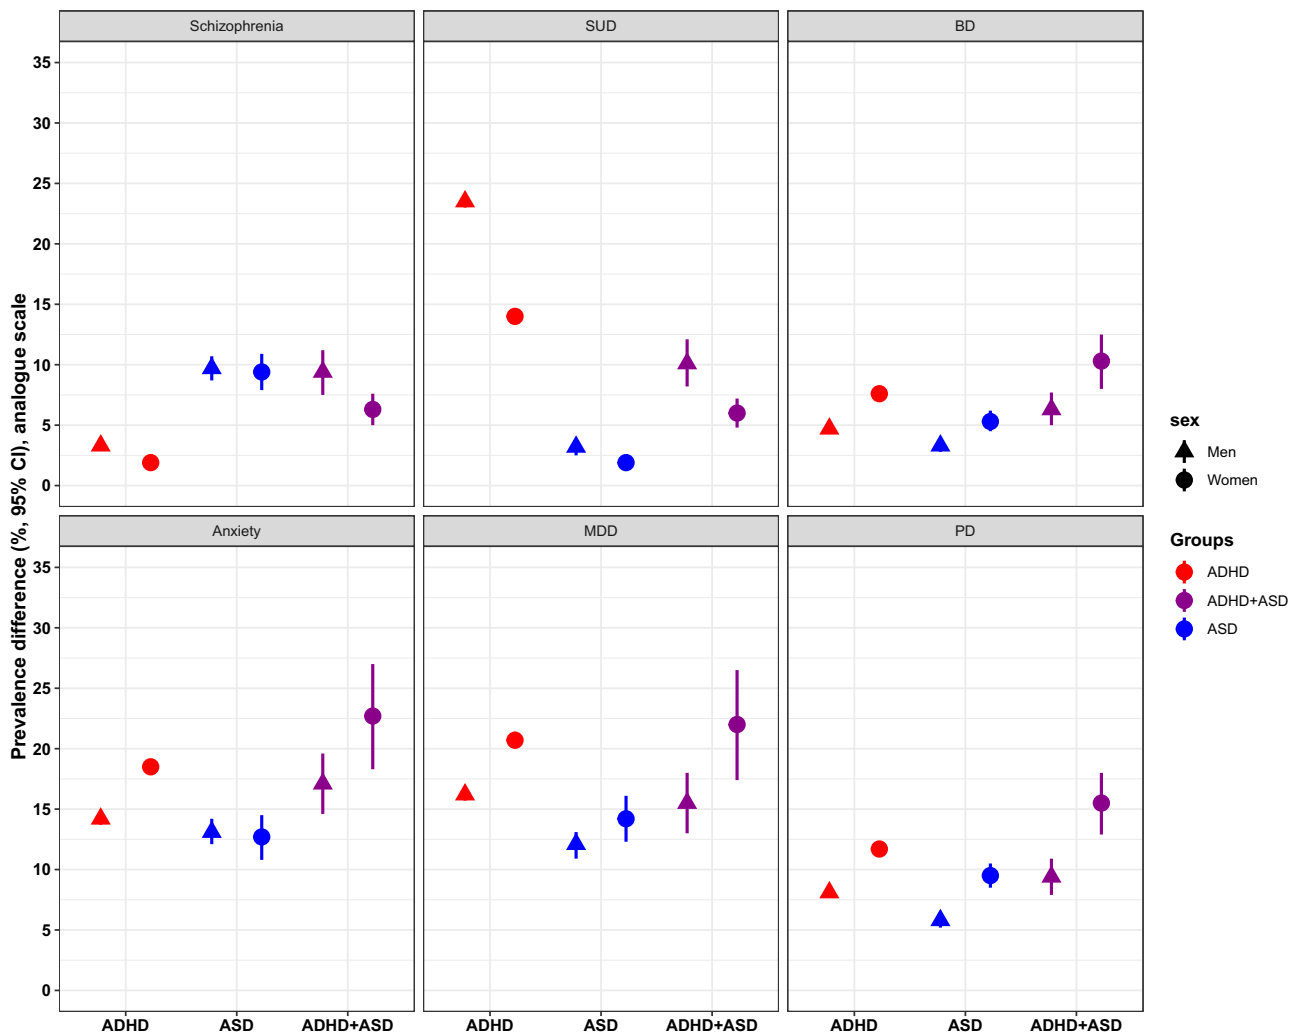 Schizophrenia SUD BD
35
30
25
20
15
10
5
0
Anxiety MDD PD
35
30
25
20
15
10
5
0
ADHD ASD ADHD+ASD ADHD ASD ADHD+ASD ADHD ASD ADHD+ASD
Prevalence difference (%, 95% CI), analogue scale
sex
Men
Women
Groups
ADHD
ADHD+ASD
ASD